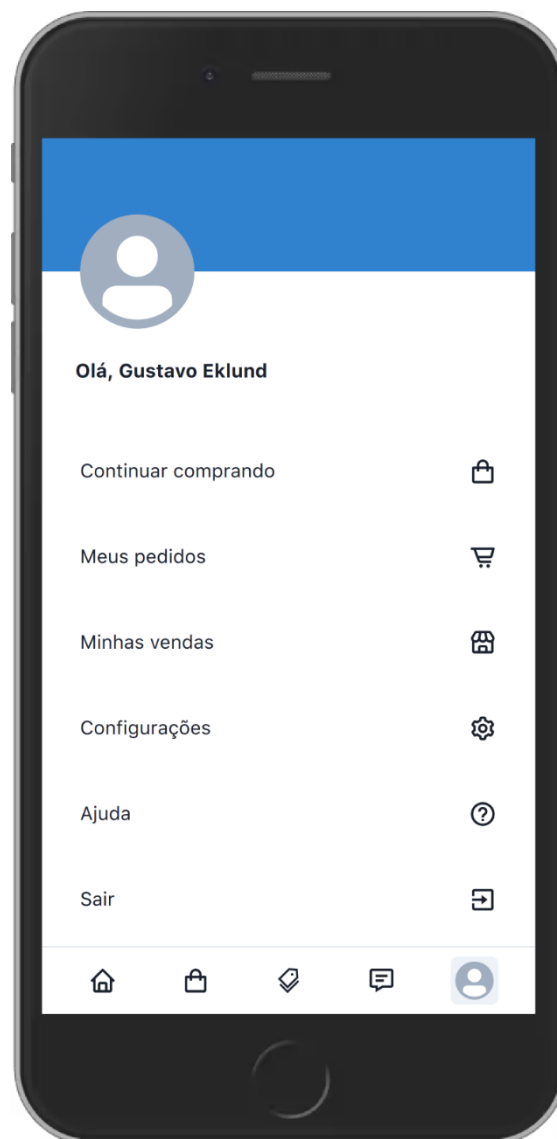 Olá, Gustavo Eklund
Continuar comprando
Meus pedidos
Minhas vendas
Configurações
Ajuda
Sair